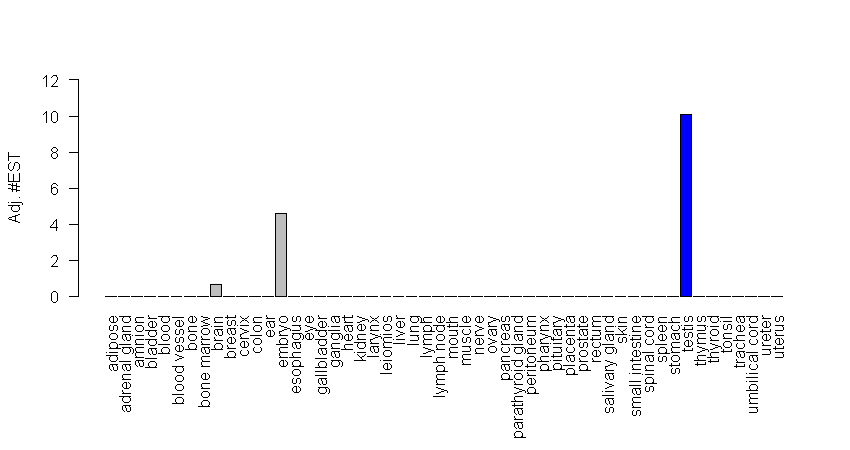 Adj. #EST
12
10
8
6
4
2
0
adipose
adrenal gland
amnion
bladder
blood
blood vessel
bone
bone marrow
brain
breast
cervix
colon
ear
embryo
esophagus
eye
gallbladder
ganglia
heart
kidney
larynx
leiomios
liver
lung
lymph
lymph node
mouth
muscle
nerve
ovary
pancreas
parathyroid gland
peritoneum
pharynx
pituitary
placenta
prostate
rectum
salivary gland
skin
small intestine
spinal cord
spleen
stomach
testis
thymus
thyroid
tonsil
trachea
umbilical cord
ureter
uterus